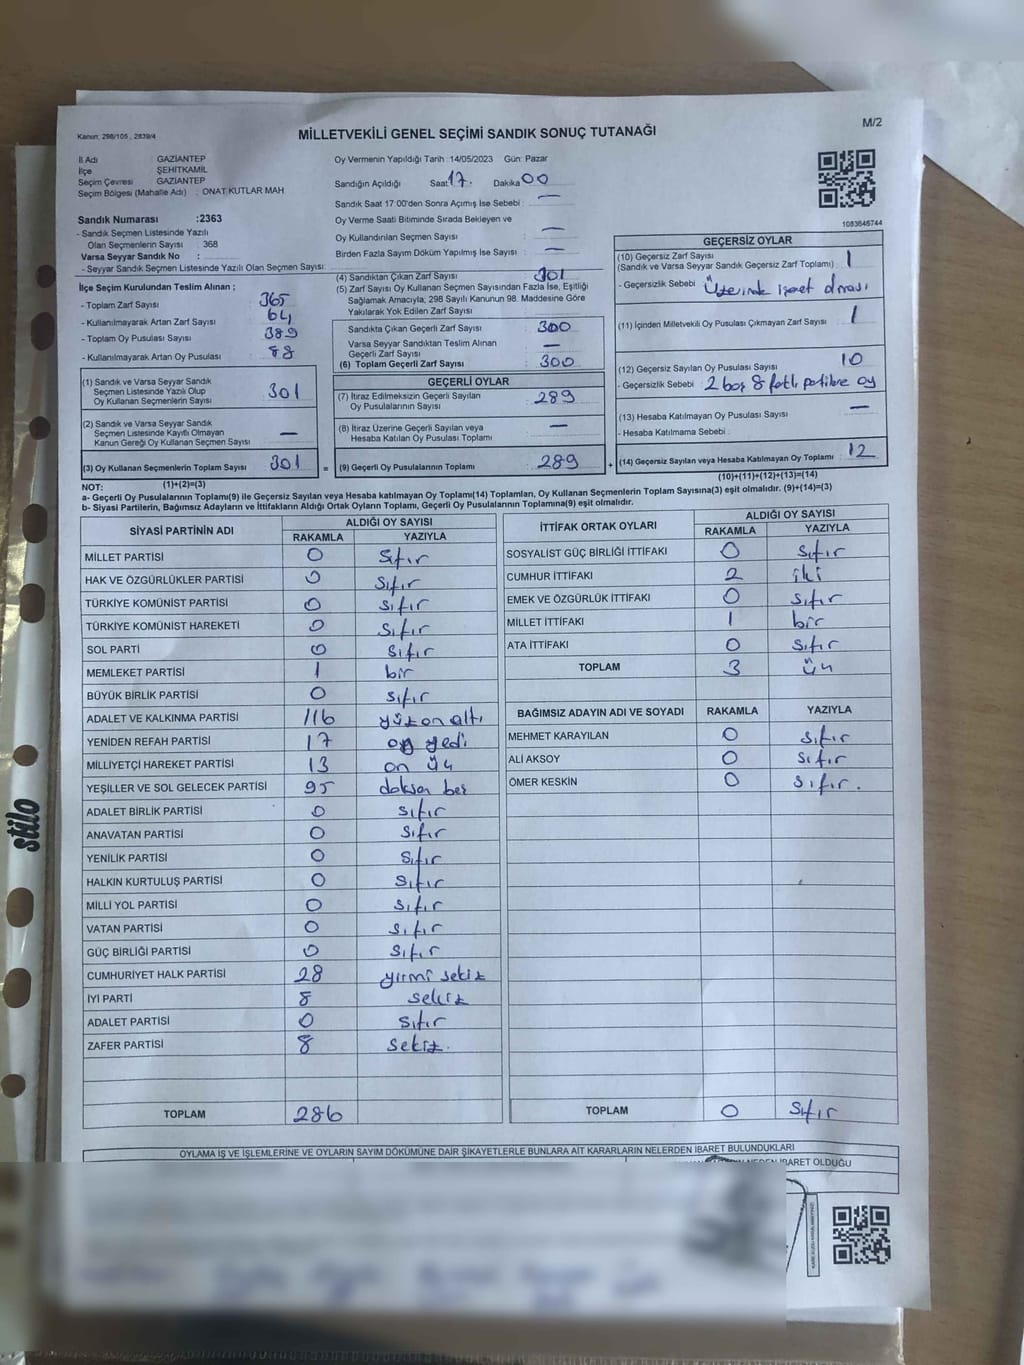 Kanun: 298/105 , 2839/4
MİLLETVEKİLİ GENEL SEÇİMİ SANDIK SONUÇ TUTANAĞI
M/2
İl Adı GAZİANTEP
İlçe ŞEHİTKAMİL
Seçim Çevresi GAZİANTEP
Seçim Bölgesi (Mahalle Adı) : ONAT KUTLAR MAH
Sandık Numarası :2363
- Sandık Seçmen Listesinde Yazılı
Olan Seçmenlerin Sayısı : 368
Varsa Seyyar Sandık No :
- Seyyar Sandık Seçmen Listesinde Yazılı Olan Seçmen Sayısı:
Oy Vermenin Yapıldığı Tarih : 14/05/2023 Gün: Pazar
Sandığın Açıldığı Saat 17. Dakika 00
Sandık Saat 17:00'den Sonra Açımış İse Sebebi : —
Oy Verme Saati Bitiminde Sırada Bekleyen ve
Oy Kullandırılan Seçmen Sayısı —
Birden Fazla Sayım Döküm Yapılmış İse Sayısı : —
1083646744
İlçe Seçim Kurulundan Teslim Alınan ;
- Toplam Zarf Sayısı 365
- Kullanılmayarak Artan Zarf Sayısı 64
- Toplam Oy Pusulası Sayısı 389
- Kullanılmayarak Artan Oy Pusulası 88
(1) Sandık ve Varsa Seyyar Sandık
Seçmen Listesinde Yazılı Olup
Oy Kullanan Seçmenlerin Sayısı 301
(2) Sandık ve Varsa Seyyar Sandık
Seçmen Listesinde Kayıtlı Olmayan
Kanun Gereği Oy Kullanan Seçmen Sayısı —
(3) Oy Kullanan Seçmenlerin Toplam Sayısı 301
(1)+(2)=(3)
(4) Sandıktan Çıkan Zarf Sayısı 301
(5) Zarf Sayısı Oy Kullanan Seçmen Sayısından Fazla İse, Eşitliği
Sağlamak Amacıyla, 298 Sayılı Kanunun 98. Maddesine Göre
Yakılarak Yok Edilen Zarf Sayısı
Sandıkta Çıkan Geçerli Zarf Sayısı : 300
Varsa Seyyar Sandıktan Teslim Alınan
Geçerli Zarf Sayısı —
(6) Toplam Geçerli Zarf Sayısı : 300
GEÇERLİ OYLAR
(7) İtiraz Edilmeksizin Geçerli Sayılan
Oy Pusulalarının Sayısı 289
(8) İtiraz Üzerine Geçerli Sayılan veya
Hesaba Katılan Oy Pusulası Toplamı —
= (9) Geçerli Oy Pusulalarının Toplamı 289
GEÇERSİZ OYLAR
(10) Geçersiz Zarf Sayısı
(Sandık ve Varsa Seyyar Sandık Geçersiz Zarf Toplamı) : 1
- Geçersizlik Sebebi : Üzerinde işaret olması
(11) İçinden Milletvekili Oy Pusulası Çıkmayan Zarf Sayısı : 1
(12) Geçersiz Sayılan Oy Pusulası Sayısı 10
- Geçersizlik Sebebi : 2 boş 8 oy
(13) Hesaba Katılmayan Oy Pusulası Sayısı —
- Hesaba Katılmama Sebebi :
+ (14) Geçersiz Sayılan veya Hesaba Katılmayan Oy Toplamı : 12
(10)+(11)+(12)+(13)=(14)
NOT:
a- Geçerli Oy Pusulalarının Toplamı(9) ile Geçersiz Sayılan veya Hesaba katılmayan Oy Toplamı(14) Toplamları, Oy Kullanan Seçmenlerin Toplam Sayısına(3) eşit olmalıdır. (9)+(14)=(3)
b- Siyasi Partilerin, Bağımsız Adayların ve İttifakların Aldığı Ortak Oyların Toplamı, Geçerli Oy Pusulalarının Toplamına(9) eşit olmalıdır.
SİYASİ PARTİNİN ADI ALDIĞI OY SAYISI
RAKAMLA YAZIYLA
MİLLET PARTİSİ 0 Sıfır
HAK VE ÖZGÜRLÜKLER PARTİSİ 0 Sıfır
TÜRKİYE KOMÜNİST PARTİSİ 0 Sıfır
TÜRKİYE KOMÜNİST HAREKETİ 0 Sıfır
SOL PARTİ 0 Sıfır
MEMLEKET PARTİSİ 1 bir
BÜYÜK BİRLİK PARTİSİ 0 sıfır
ADALET VE KALKINMA PARTİSİ 116 yüz on altı
YENİDEN REFAH PARTİSİ 17 on yedi
MİLLİYETÇİ HAREKET PARTİSİ 13 on üç
YEŞİLLER VE SOL GELECEK PARTİSİ 95 doksan beş
ADALET BİRLİK PARTİSİ 0 sıfır
ANAVATAN PARTİSİ 0 Sıfır
YENİLİK PARTİSİ 0 Sıfır
HALKIN KURTULUŞ PARTİSİ 0 Sıfır
MİLLİ YOL PARTİSİ 0 Sıfır
VATAN PARTİSİ 0 Sıfır
GÜÇ BİRLİĞİ PARTİSİ 0 Sıfır
CUMHURİYET HALK PARTİSİ 28 yirmi sekiz
İYİ PARTİ 8 sekiz
ADALET PARTİSİ 0 Sıfır
ZAFER PARTİSİ 8 Sekiz.
TOPLAM 286
İTTİFAK ORTAK OYLARI ALDIĞI OY SAYISI
RAKAMLA YAZIYLA
SOSYALİST GÜÇ BİRLİĞİ İTTİFAKI 0 Sıfır
CUMHUR İTTİFAKI 2 iki
EMEK VE ÖZGÜRLÜK İTTİFAKI 0 Sıfır
MİLLET İTTİFAKI 1 bir
ATA İTTİFAKI 0 Sıfır
TOPLAM 3 üç
BAĞIMSIZ ADAYIN ADI VE SOYADI RAKAMLA YAZIYLA
MEHMET KARAYILAN 0 Sıfır
ALİ AKSOY 0 Sıfır
ÖMER KESKİN 0 Sıfır.
TOPLAM 0 Sıfır
OYLAMA İŞ VE İŞLEMLERİNE VE OYLARIN SAYIM DÖKÜMÜNE DAİR ŞİKAYETLERLE BUNLARA AİT KARARLARIN NELERDEN İBARET BULUNDUKLARI
NEDEN İBARET OLDUĞU
stilo